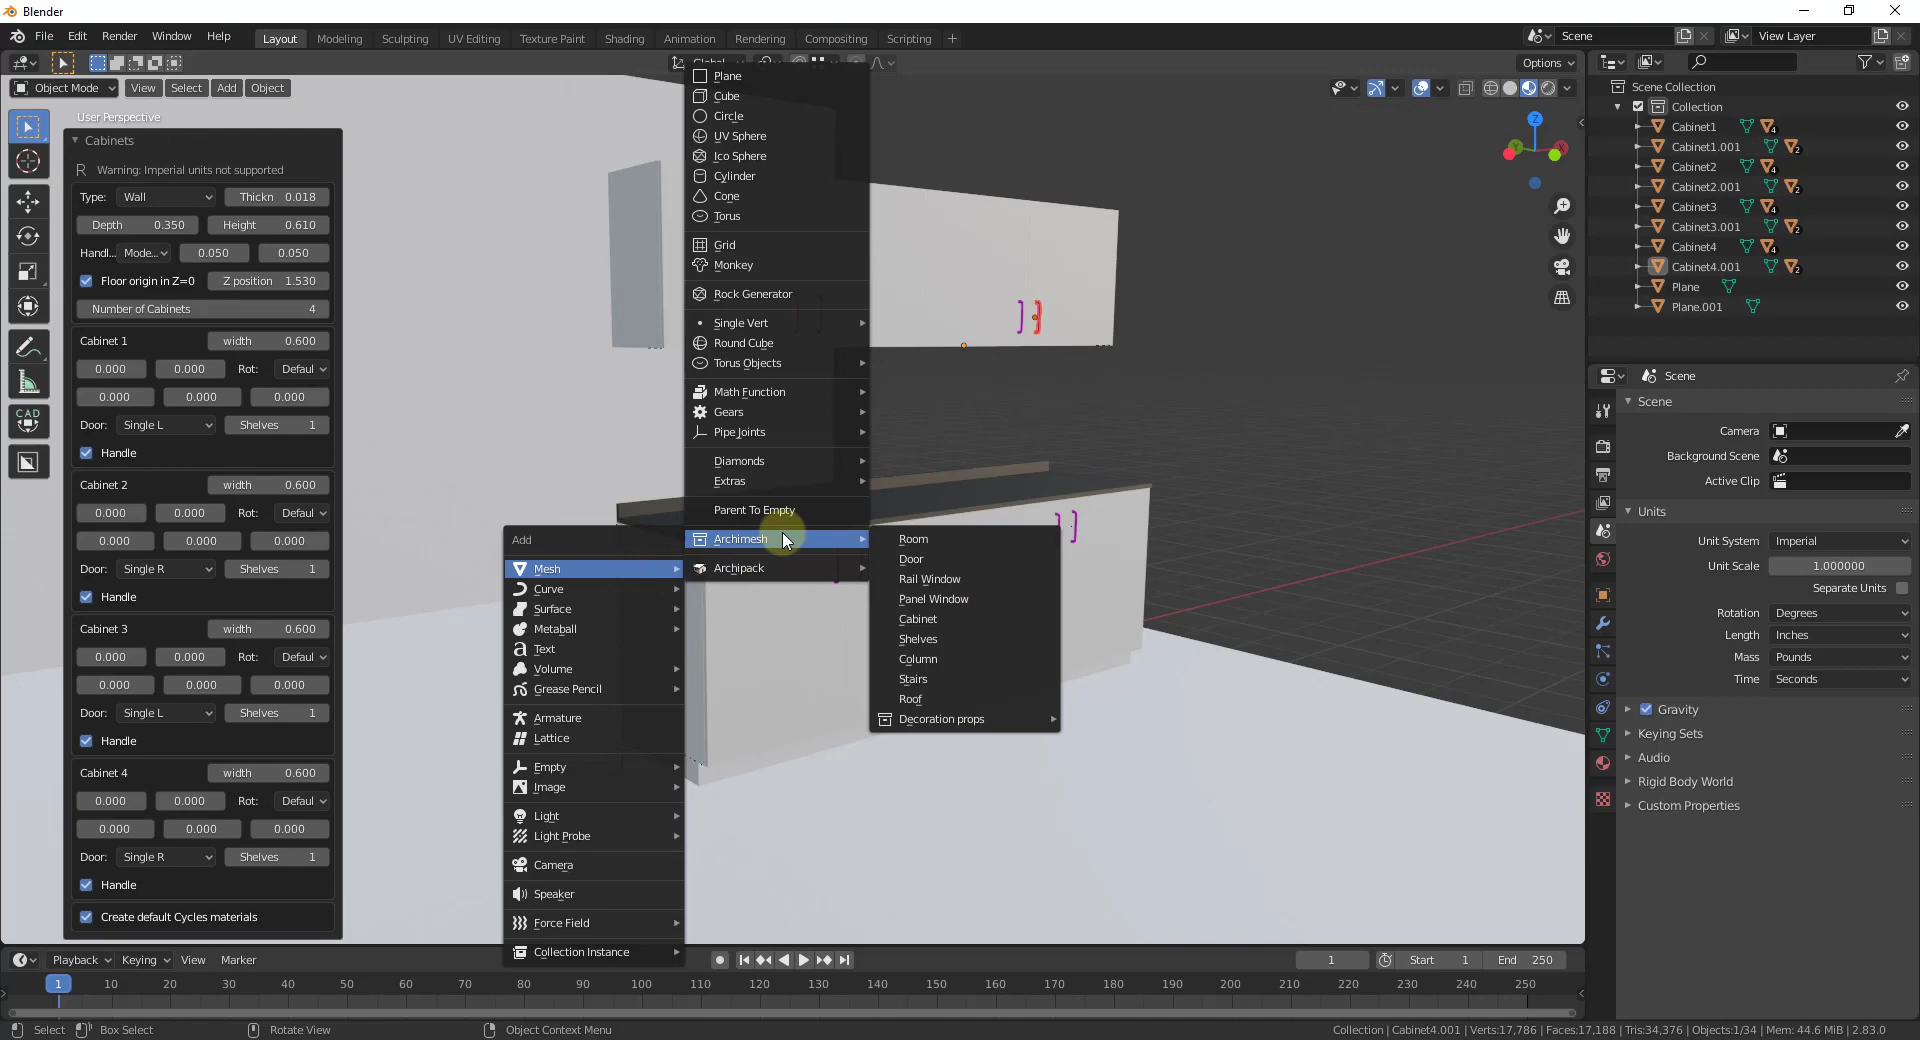 Blender
File Edit Render Window Help
Layout Modeling Sculpting UV Editing Texture Paint Shading Animation Rendering Compositing Scripting +
Scene
View Layer
Options
Object Mode View Select Add Object
User Perspective
Cabinets
Warning: Imperial units not supported
Type: Wall Thickn 0.018
Depth 0.350 Height 0.610
Handl... Mode... 0.050 0.050
Floor origin in Z=0 Z position 1.530
Number of Cabinets 4
Cabinet 1 width 0.600
0.000 0.000 Rot: Defaul
0.000 0.000 0.000
Door: Single L Shelves 1
Handle
Cabinet 2 width 0.600
0.000 0.000 Rot: Defaul
0.000 0.000 0.000
Door: Single R Shelves 1
Handle
Cabinet 3 width 0.600
0.000 0.000 Rot: Defaul
0.000 0.000 0.000
Door: Single L Shelves 1
Handle
Cabinet 4 width 0.600
0.000 0.000 Rot: Defaul
0.000 0.000 0.000
Door: Single R Shelves 1
Handle
Create default Cycles materials
CAD
Add
Mesh
Curve
Surface
Metaball
Text
Volume
Grease Pencil
Armature
Lattice
Empty
Image
Light
Light Probe
Camera
Speaker
Force Field
Collection Instance
Plane
Cube
Circle
UV Sphere
Ico Sphere
Cylinder
Cone
Torus
Grid
Monkey
Rock Generator
Single Vert
Round Cube
Torus Objects
Math Function
Gears
Pipe Joints
Diamonds
Extras
Parent To Empty
Archimesh
Archipack
Room
Door
Rail Window
Panel Window
Cabinet
Shelves
Column
Stairs
Roof
Decoration props
Z
Scene Collection
Collection
Cabinet1 4
Cabinet1.001 2
Cabinet2 4
Cabinet2.001 2
Cabinet3 4
Cabinet3.001 2
Cabinet4 4
Cabinet4.001 2
Plane
Plane.001
Scene
Scene
Camera
Background Scene
Active Clip
Units
Unit System Imperial
Unit Scale 1.000000
Separate Units
Rotation Degrees
Length Inches
Mass Pounds
Time Seconds
Gravity
Keying Sets
Audio
Rigid Body World
Custom Properties
Playback Keying View Marker
1 Start 1 End 250
1 10 20 30 40 50 60 70 80 90 100 110 120 130 140 150 160 170 180 190 200 210 220 230 240 250
Select Box Select Rotate View Object Context Menu
Collection | Cabinet4.001 | Verts:17,786 | Faces:17,188 | Tris:34,376 | Objects:1/34 | Mem: 44.6 MiB | 2.83.0